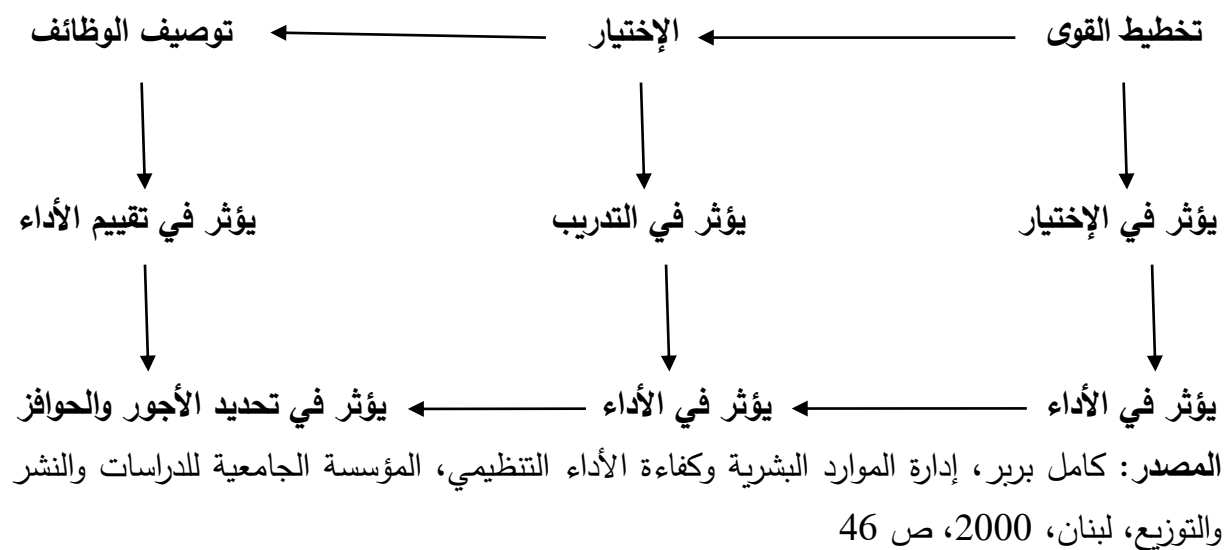 تخطيط القوى الإختيار توصيف الوظائف
يؤثر في الإختيار يؤثر في التدريب يؤثر في تقييم الأداء
يؤثر في الأداء يؤثر في الأداء يؤثر في تحديد الأجور والحوافز
المصدر: كامل بربر، إدارة الموارد البشرية وكفاءة الأداء التنظيمي، المؤسسة الجامعية للدراسات والنشر
والتوزيع، لبنان، 2000، ص 46